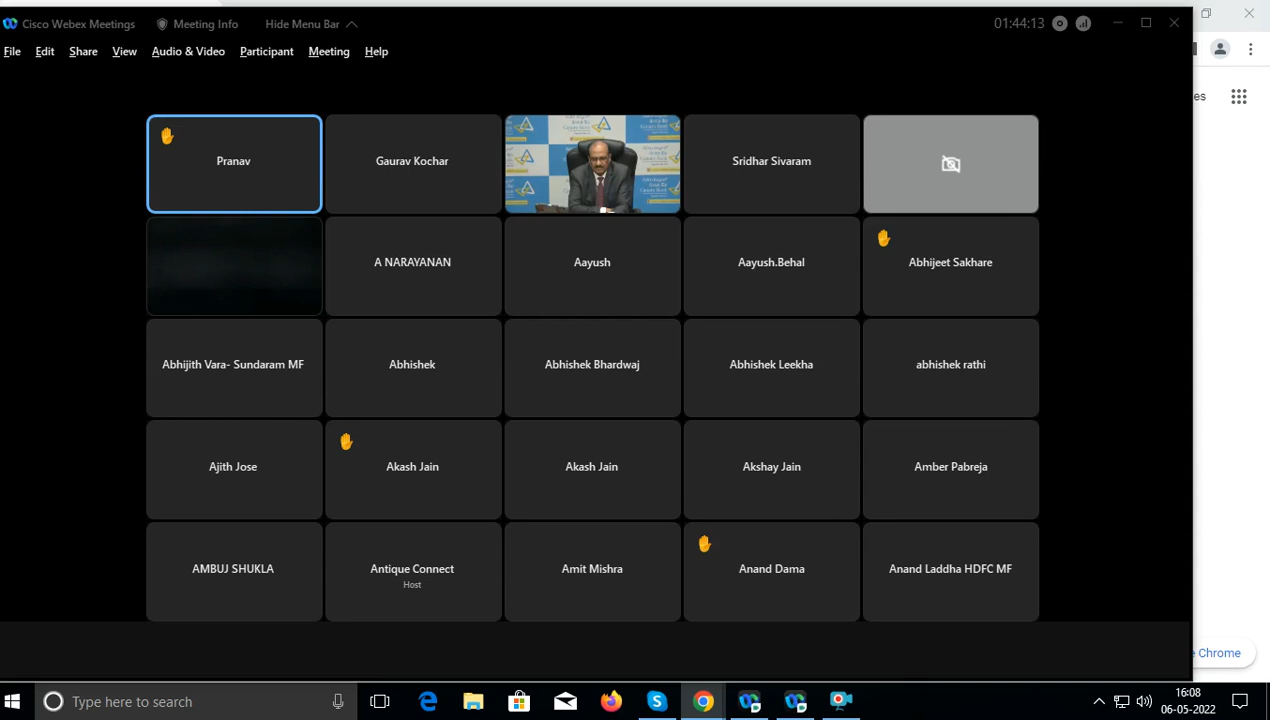 Cisco Webex Meetings
Meeting Info
Hide Menu Bar
01:44:13
File Edit Share View Audio & Video Participant Meeting Help
es
Pranav
Gaurav Kochar
Sridhar Sivaram
A NARAYANAN
Aayush
Aayush.Behal
Abhijeet Sakhare
Abhijith Vara- Sundaram MF
Abhishek
Abhishek Bhardwaj
Abhishek Leekha
abhishek rathi
Ajith Jose
Akash Jain
Akash Jain
Akshay Jain
Amber Pabreja
AMBUJ SHUKLA
Antique Connect
Host
Amit Mishra
Anand Dama
Anand Laddha HDFC MF
e Chrome
Type here to search
16:08
06-05-2022